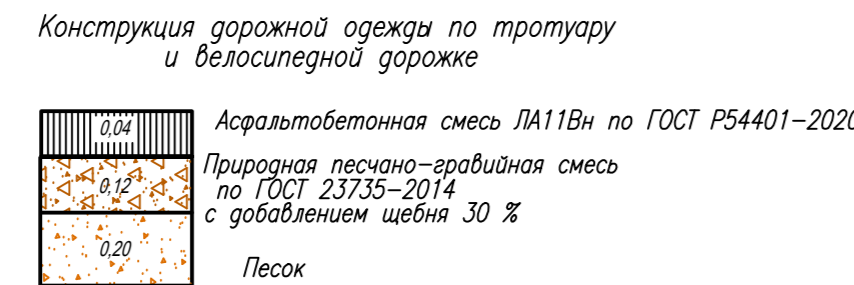 Конструкция дорожной одежды по тротуару
и велосипедной дорожке
0,04
Асфальтобетонная смесь ЛА11Вн по ГОСТ Р54401-2020
Природная песчано-гравийная смесь
0,12
по ГОСТ 23735-2014
с добавлением щебня 30 %
0,20
Песок